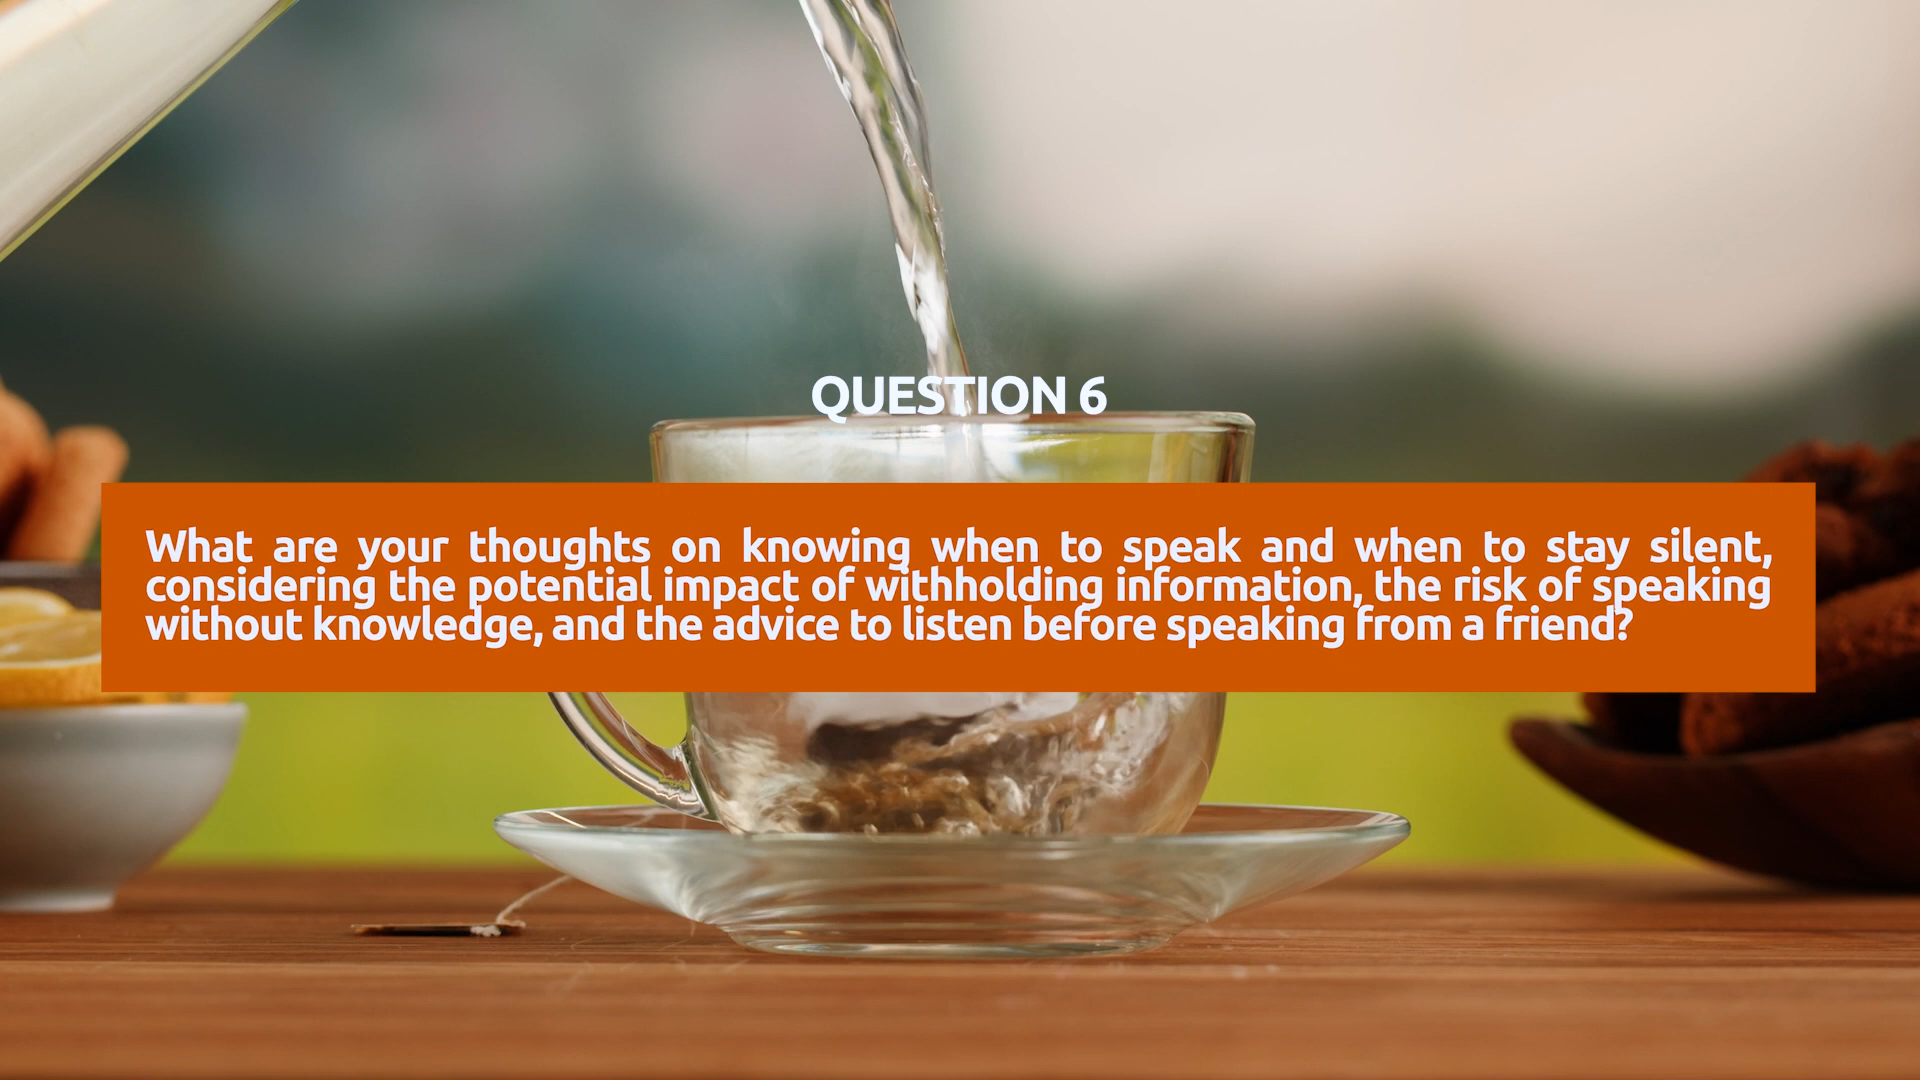 QUESTION 6
What are your thoughts on knowing when to speak and when to stay silent,
considering the potential impact of withholding information, the risk of speaking
without knowledge, and the advice to listen before speaking from a friend?